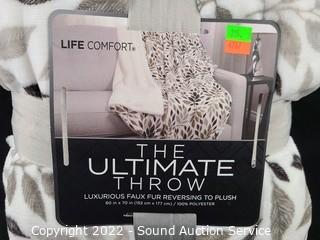 LIFE COMFORT®
THE
ULTIMATE
THROW
LUXURIOUS FAUX FUR REVERSING TO PLUSH
60 in x 70 in (152 cm x 177 cm) / 100% POLYESTER
Copyright 2022 - Sound Auction Service